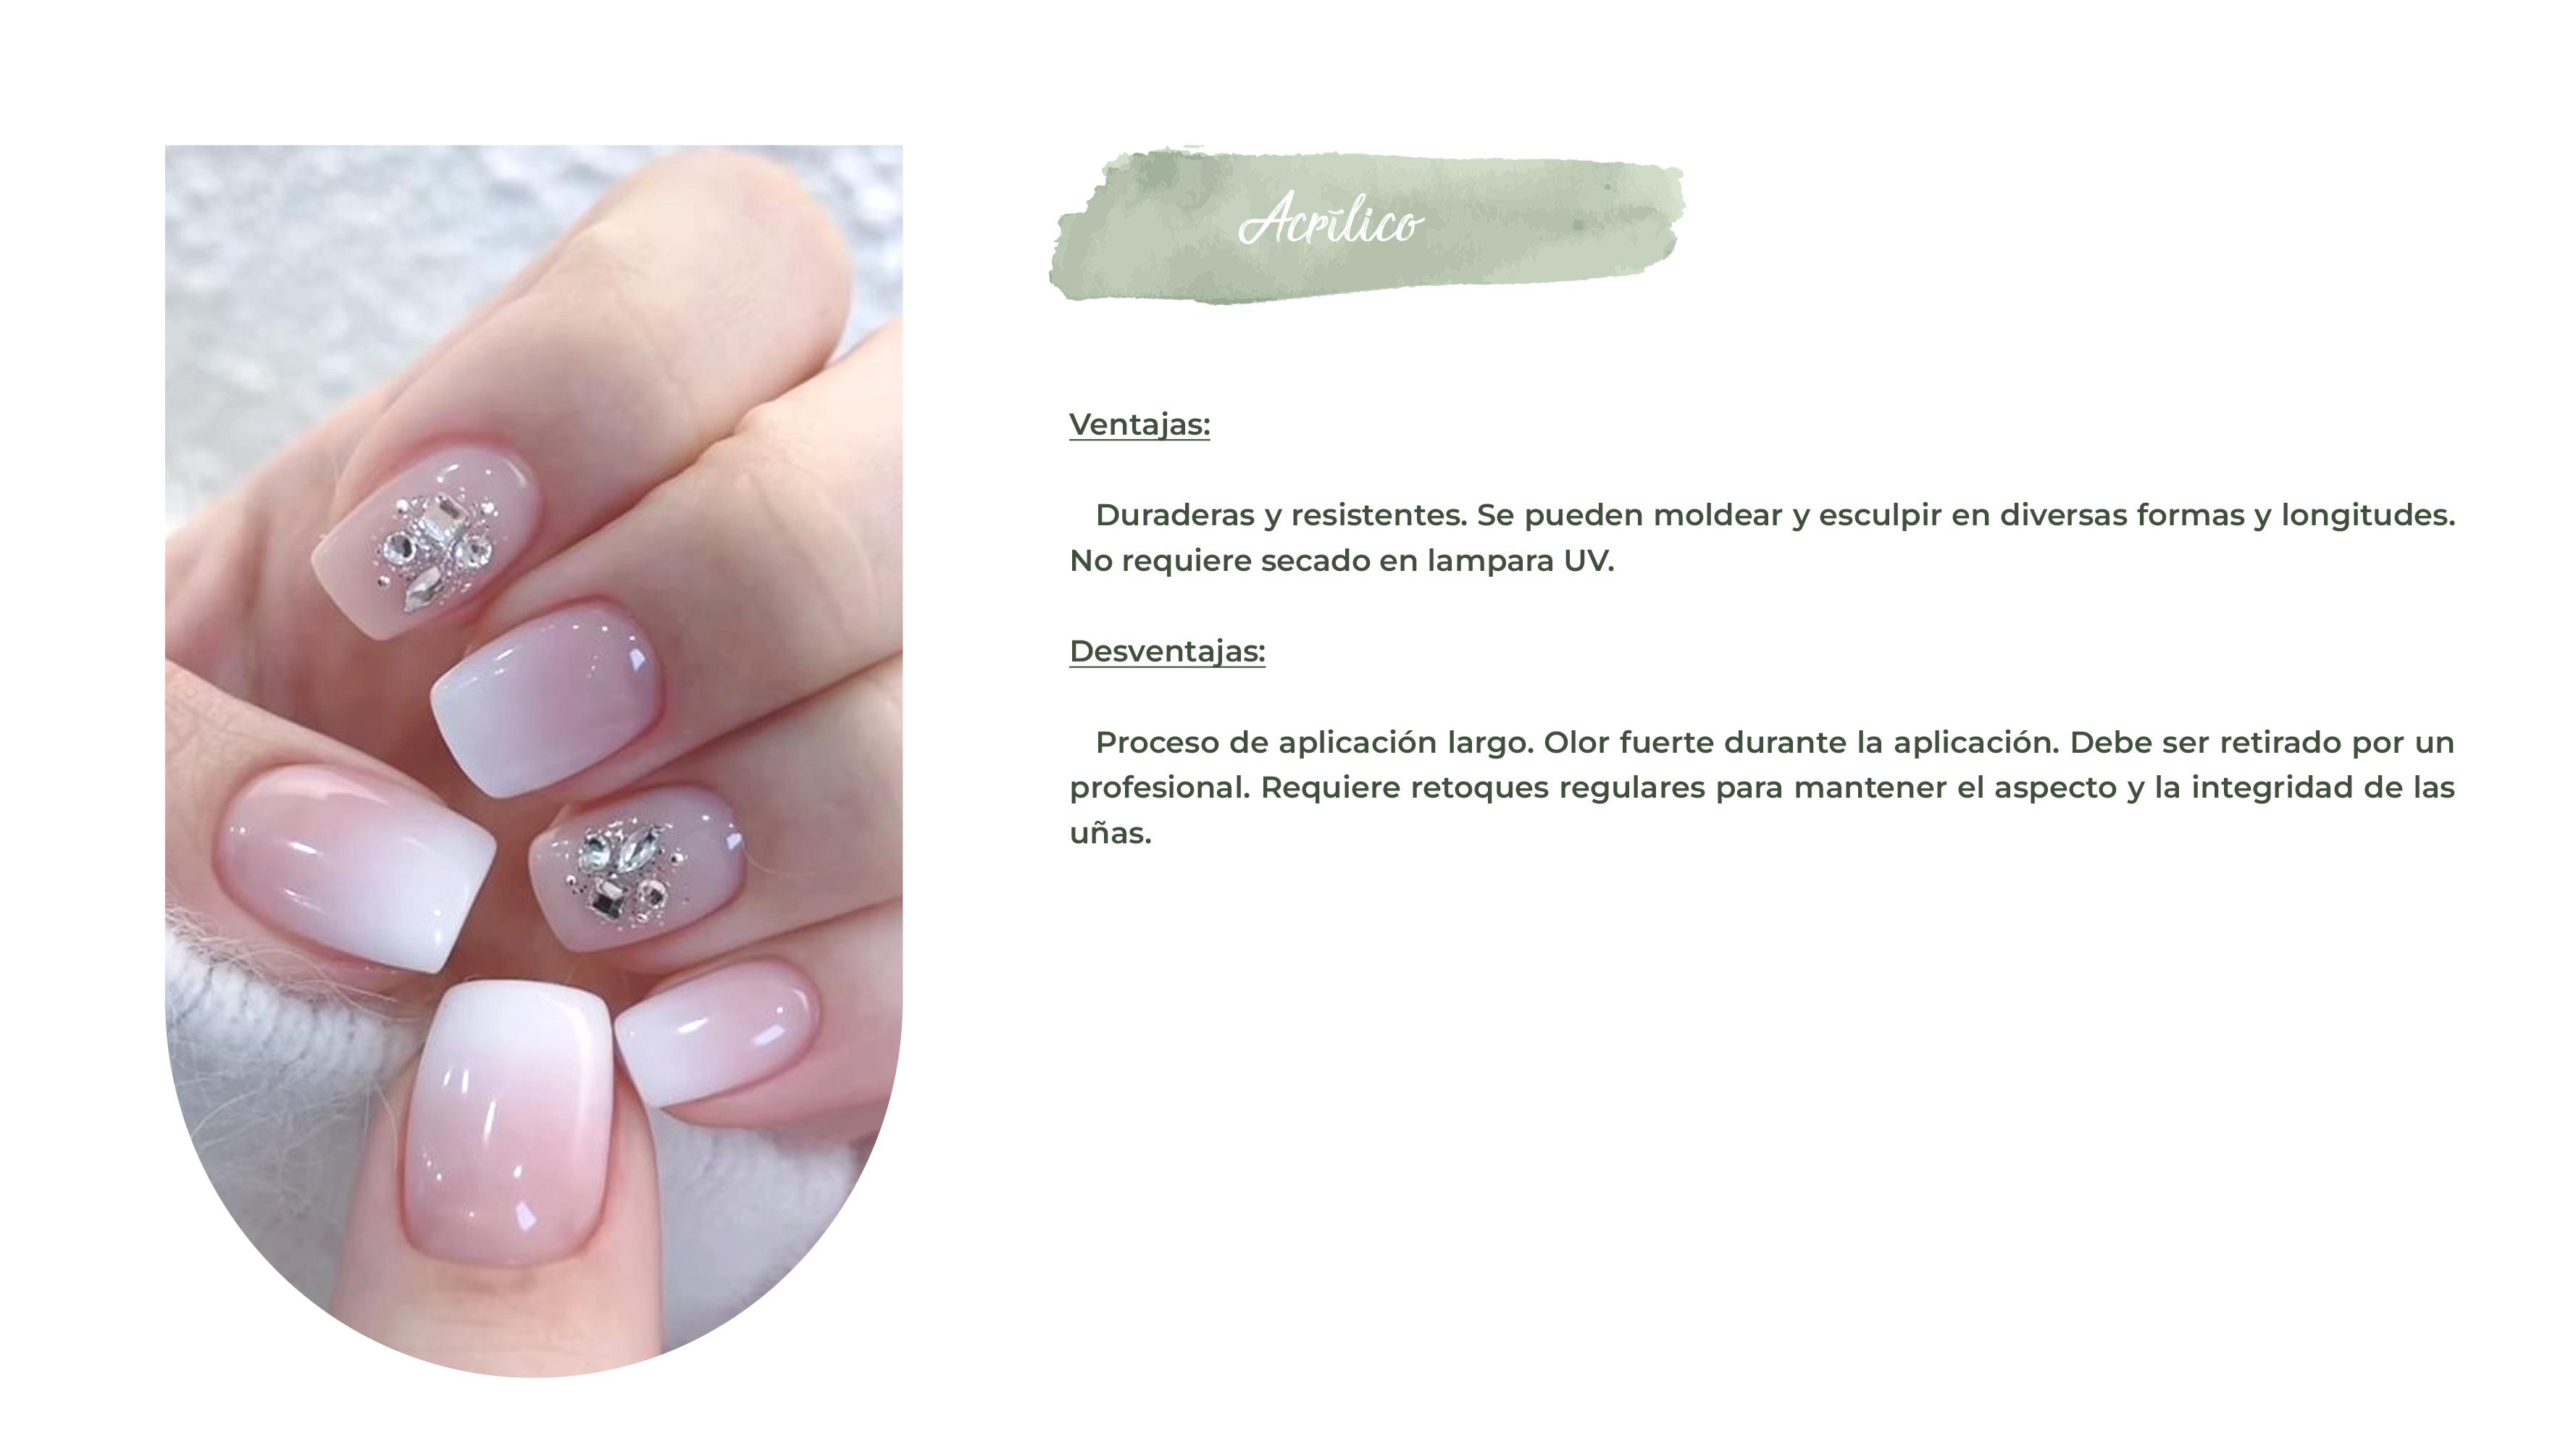 Acrílico
Ventajas:
Duraderas y resistentes. Se pueden moldear y esculpir en diversas formas y longitudes.
No requiere secado en lampara UV.
Desventajas:
Proceso de aplicación largo. Olor fuerte durante la aplicación. Debe ser retirado por un
profesional. Requiere retoques regulares para mantener el aspecto y la integridad de las
uñas.